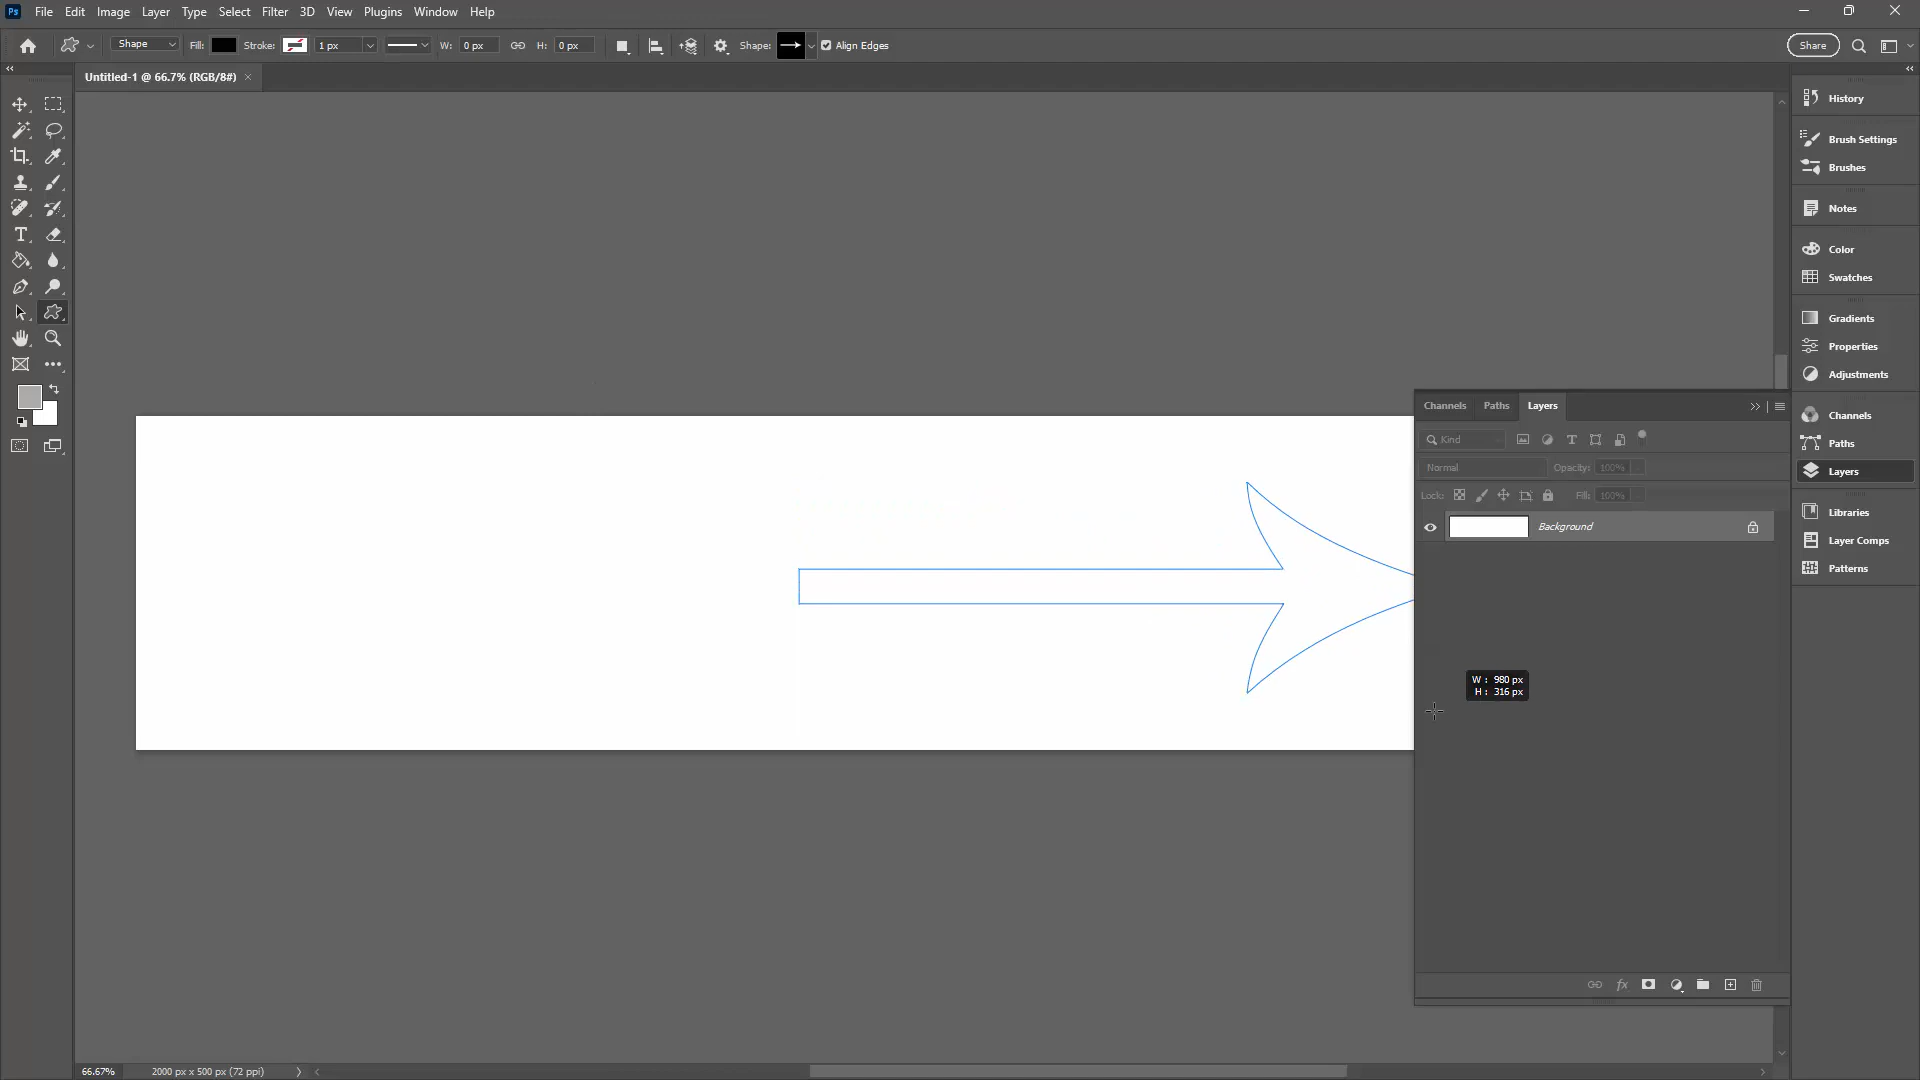 Ps File Edit Image Layer Type Select Filter 3D View Plugins Window Help
Shape Fill: Stroke: 1 px W: 0 px H: 0 px Shape: Align Edges Share
Untitled-1 @ 66.7% (RGB/8#)
History
Brush Settings
Brushes
Notes
Color
Swatches
Gradients
Properties
Adjustments
Channels
Paths
Layers
Libraries
Layer Comps
Patterns
Channels Paths Layers
Kind
Normal Opacity: 100%
Lock: Fill: 100%
Background
W : 980 px
H : 316 px
fx
66.67% 2000 px x 500 px (72 ppi)